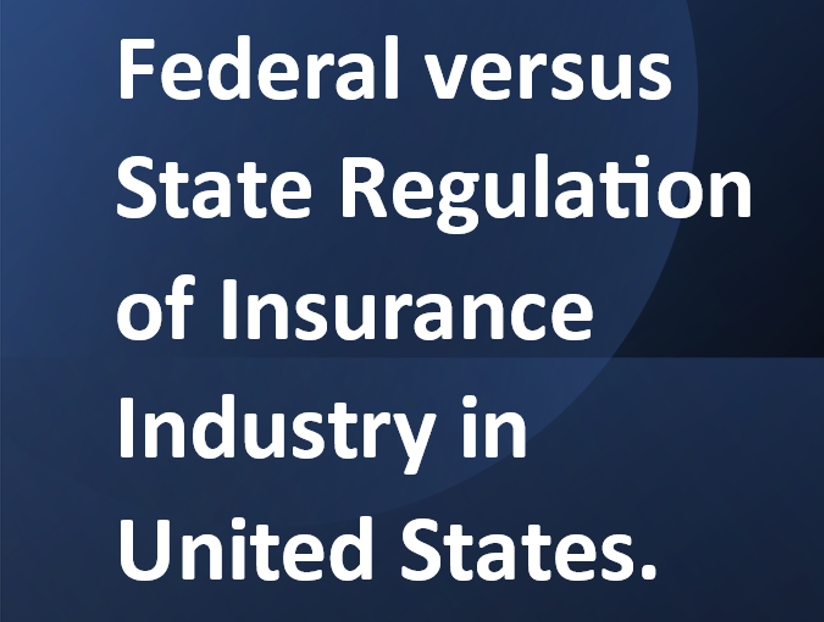 Federal versus
State Regulation
of Insurance
Industry in
United States.